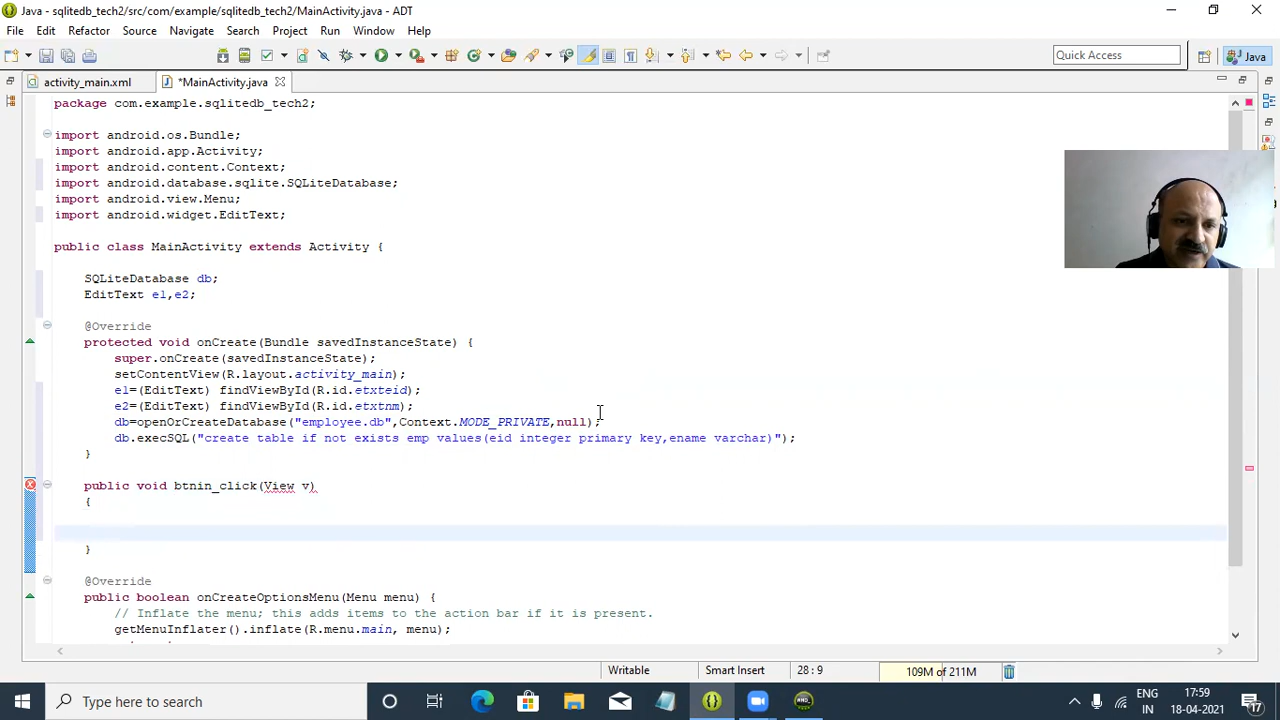 Java - sqlitedb_tech2/src/com/example/sqlitedb_tech2/MainActivity.java - ADT
File Edit Refactor Source Navigate Search Project Run Window Help
Quick Access
Java
activity_main.xml
*MainActivity.java
package com.example.sqlitedb_tech2;
import android.os.Bundle;
import android.app.Activity;
import android.content.Context;
import android.database.sqlite.SQLiteDatabase;
import android.view.Menu;
import android.widget.EditText;
public class MainActivity extends Activity {
SQLiteDatabase db;
EditText e1,e2;
@Override
protected void onCreate(Bundle savedInstanceState) {
super.onCreate(savedInstanceState);
setContentView(R.layout.activity_main);
e1=(EditText) findViewById(R.id.etxteid);
e2=(EditText) findViewById(R.id.etxtnm);
db=openOrCreateDatabase("employee.db",Context.MODE_PRIVATE,null);
db.execSQL("create table if not exists emp values(eid integer primary key,ename varchar)");
}
public void btnin_click(View v)
{
}
@Override
public boolean onCreateOptionsMenu(Menu menu) {
// Inflate the menu; this adds items to the action bar if it is present.
getMenuInflater().inflate(R.menu.main, menu);
Writable
Smart Insert
28 : 9
109M of 211M
Type here to search
ENG
IN
17:59
18-04-2021
17